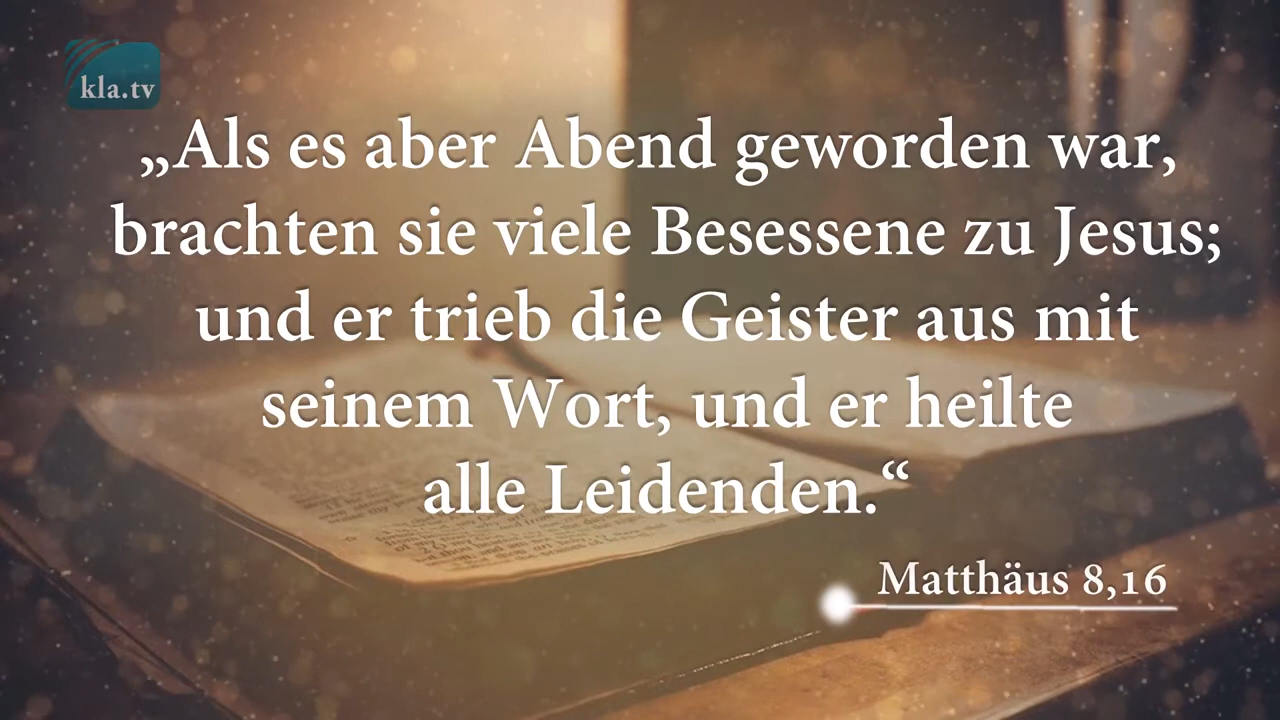 kla.tv
„Als es aber Abend geworden war,
brachten sie viele Besessene zu Jesus;
und er trieb die Geister aus mit
seinem Wort, und er heilte
alle Leidenden.“
Matthäus 8,16